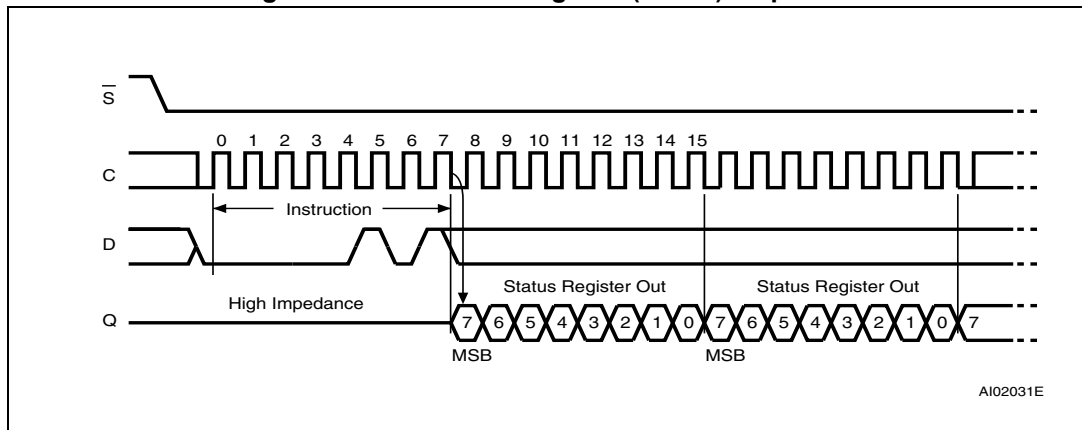 S
0 1 2 3 4 5 6 7 8 9 10 11 12 13 14 15
C
Instruction
D
Status Register Out Status Register Out
High Impedance
Q 7 6 5 4 3 2 1 0 7 6 5 4 3 2 1 0 7
MSB MSB
AI02031E